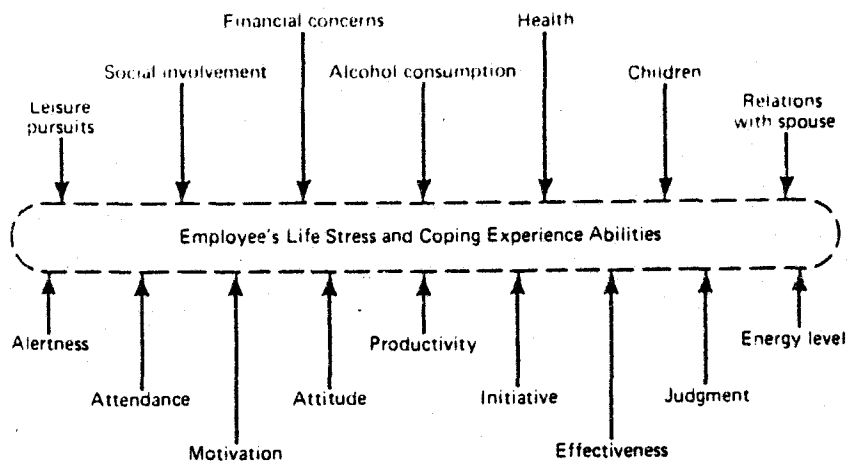 Financial concerns
Health
Social involvement
Alcohol consumption
Children
Leisure
pursuits
Relations
with spouse
Employee's Life Stress and Coping Experience Abilities
Alertness
Productivity
Energy level
Attendance
Attitude
Initiative
Judgment
Motivation
Effectiveness